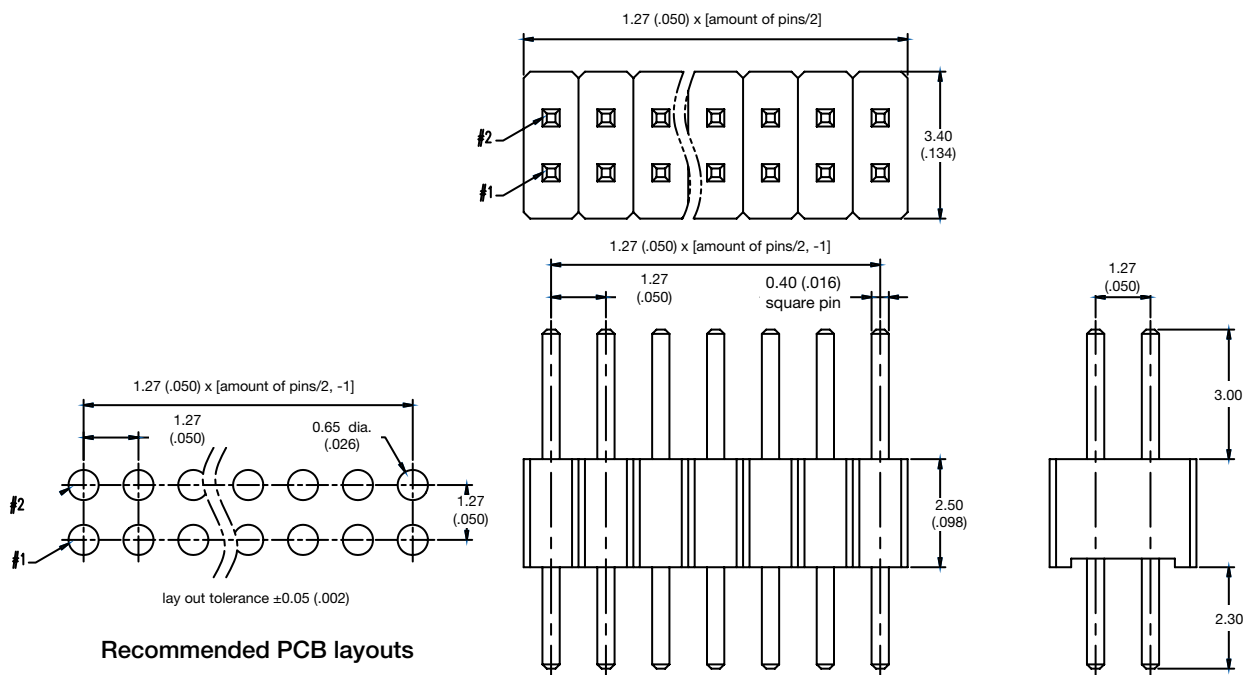 1.27 (.050) x [amount of pins/2]
#2
#1
3.40
(.134)
1.27 (.050) x [amount of pins/2, -1]
1.27
(.050)
0.40 (.016)
square pin
1.27
(.050)
3.00
2.50
(.098)
2.30
1.27 (.050) x [amount of pins/2, -1]
1.27
(.050)
0.65 dia.
(.026)
#2
#1
1.27
(.050)
lay out tolerance ±0.05 (.002)
Recommended PCB layouts